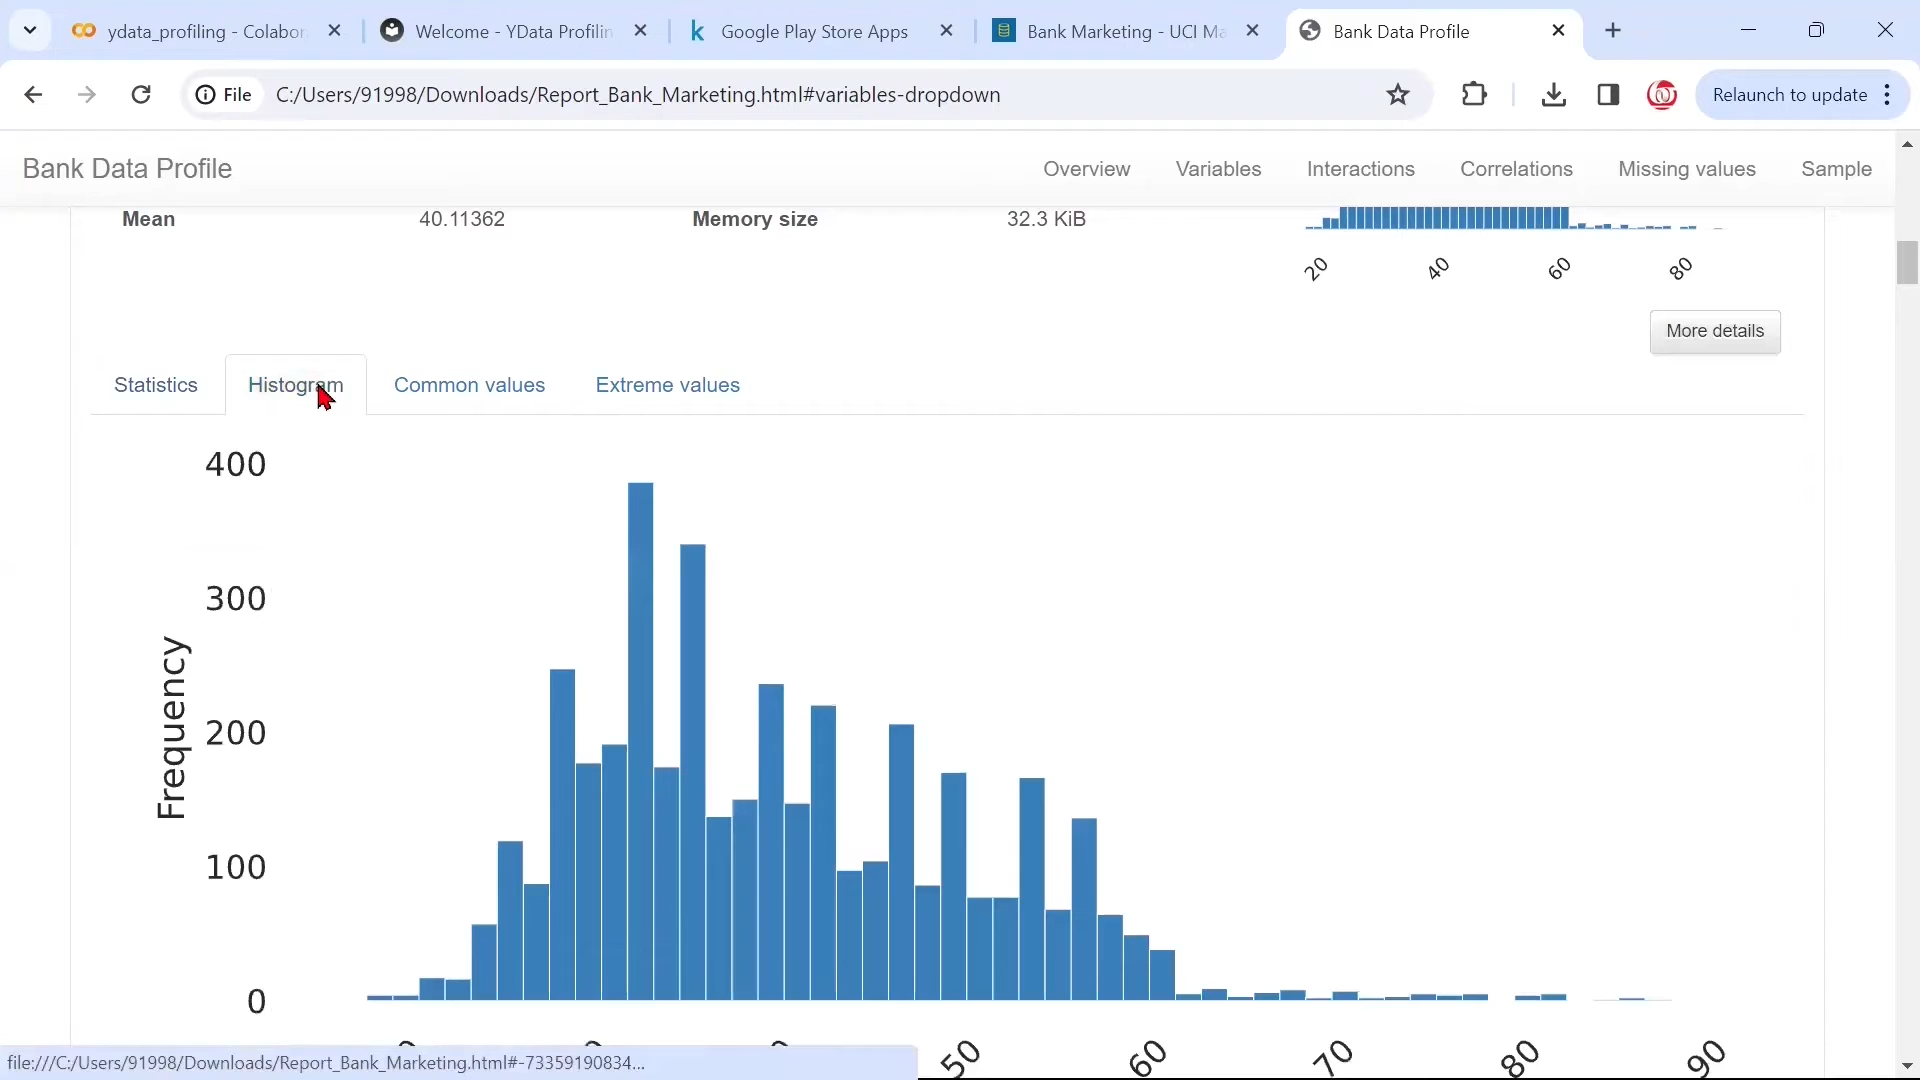 ydata_profiling - Colabor
Welcome - YData Profilin
Google Play Store Apps
Bank Marketing - UCI Ma
Bank Data Profile
File
C:/Users/91998/Downloads/Report_Bank_Marketing.html#variables-dropdown
Relaunch to update
Bank Data Profile
Overview
Variables
Interactions
Correlations
Missing values
Sample
Mean 40.11362 Memory size 32.3 KiB
20 40 60 80
More details
Statistics
Histogram
Common values
Extreme values
400
300
200
100
0
Frequency
50 60 70 80 90
file:///C:/Users/91998/Downloads/Report_Bank_Marketing.html#-73359190834...